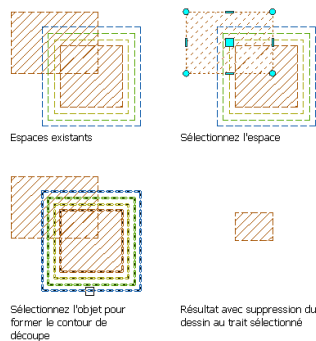 Espaces existants
Sélectionnez l'espace
Sélectionnez l'objet pour
former le contour de
découpe
Résultat avec suppression du
dessin au trait sélectionné